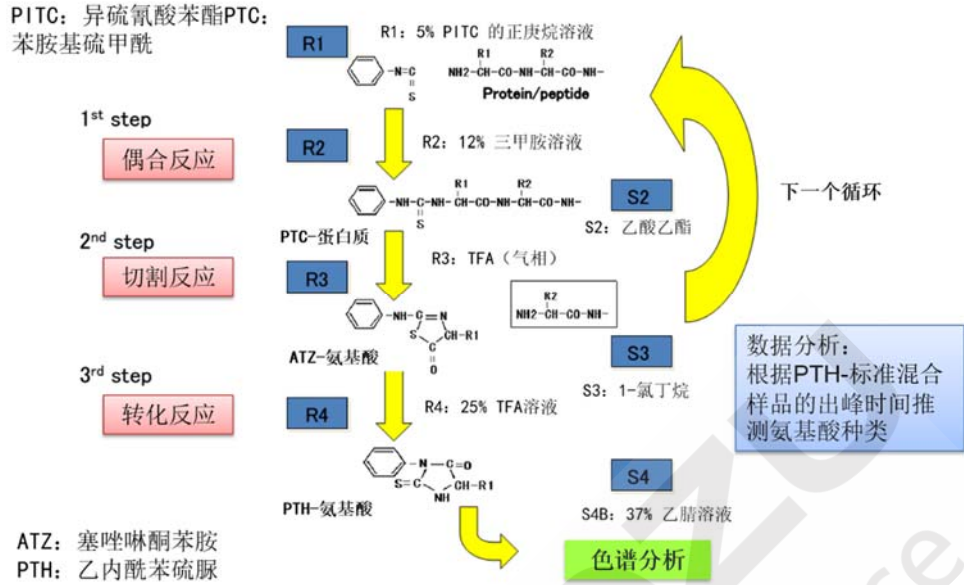 PITC: 异硫氰酸苯酯PTC:
苯胺基硫甲酰
R1
R1: 5% PITC 的正庚烷溶液
N=C
S
R1 R2
NH2-CH-CO-NH-CH-CO-NH-
Protein/peptide
1st step
偶合反应
R2
R2: 12% 三甲胺溶液
R1 R2
NH-C-NH-CH-CO-NH-CH-CO-NH-
S
PTC-蛋白质
S2
S2: 乙酸乙酯
下一个循环
2nd step
切割反应
R3
R3: TFA（气相）
NH-C=N
S CH-R1
C
O
ATZ-氨基酸
R2
NH2-CH-CO-NH-
S3
S3: 1-氯丁烷
3rd step
转化反应
R4
R4: 25% TFA溶液
N-C=O
S=C CH-R1
NH
PTH-氨基酸
S4
S4B: 37% 乙腈溶液
色谱分析
数据分析:
根据PTH-标准混合
样品的出峰时间推
测氨基酸种类
ATZ: 塞唑啉酮苯胺
PTH: 乙内酰苯硫脲